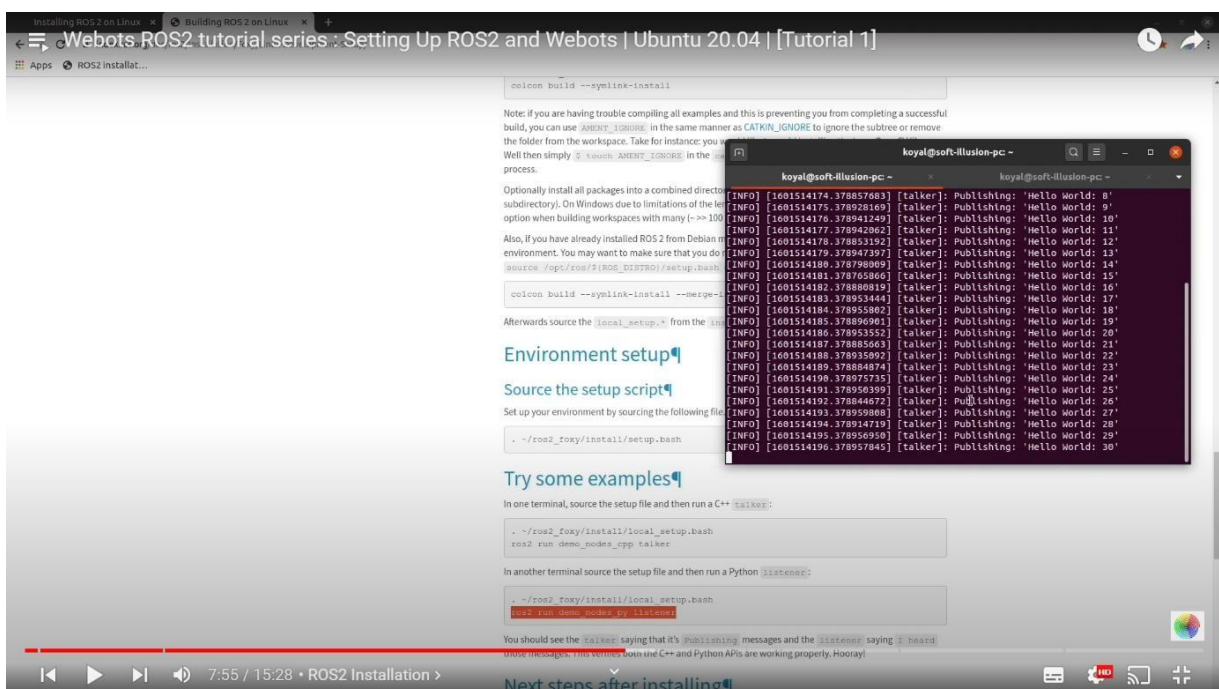 Installing ROS 2 on Linux
Building ROS 2 on Linux
Webots ROS2 tutorial series : Setting Up ROS2 and Webots | Ubuntu 20.04 | [Tutorial 1]
Apps ROS2 installat...
colcon build --symlink-install
Note: if you are having trouble compiling all examples and this is preventing you from completing a successful
build, you can use AMENT_IGNORE in the same manner as CATKIN_IGNORE to ignore the subtree or remove
the folder from the workspace. Take for instance: you w
Well then simply $ touch AMENT_IGNORE in the
process.
Optionally install all packages into a combined director
subdirectory). On Windows due to limitations of the le
option when building workspaces with many (~ >> 100
Also, if you have already installed ROS 2 from Debian m
environment. You may want to make sure that you do
source /opt/ros/${ROS_DISTRO}/setup.bash
colcon build --symlink-install --merge-i
Afterwards source the local_setup.* from the ins
Environment setup¶
Source the setup script¶
Set up your environment by sourcing the following file.
. ~/ros2_foxy/install/setup.bash
Try some examples¶
In one terminal, source the setup file and then run a C++ talker :
. ~/ros2_foxy/install/local_setup.bash
ros2 run demo_nodes_cpp talker
In another terminal source the setup file and then run a Python listener :
. ~/ros2_foxy/install/local_setup.bash
ros2 run demo_nodes_py listener
You should see the talker saying that it's Publishing messages and the listener saying I heard
those messages. This verifies both the C++ and Python APIs are working properly. Hooray!
Next steps after installing¶
koyal@soft-illusion-pc: ~
koyal@soft-illusion-pc: ~
koyal@soft-illusion-pc: ~
[INFO] [1601514174.378857683] [talker]: Publishing: 'Hello World: 8'
[INFO] [1601514175.378928169] [talker]: Publishing: 'Hello World: 9'
[INFO] [1601514176.378941249] [talker]: Publishing: 'Hello World: 10'
[INFO] [1601514177.378942062] [talker]: Publishing: 'Hello World: 11'
[INFO] [1601514178.378853192] [talker]: Publishing: 'Hello World: 12'
[INFO] [1601514179.378947397] [talker]: Publishing: 'Hello World: 13'
[INFO] [1601514180.378798009] [talker]: Publishing: 'Hello World: 14'
[INFO] [1601514181.378765866] [talker]: Publishing: 'Hello World: 15'
[INFO] [1601514182.378880819] [talker]: Publishing: 'Hello World: 16'
[INFO] [1601514183.378953444] [talker]: Publishing: 'Hello World: 17'
[INFO] [1601514184.378955802] [talker]: Publishing: 'Hello World: 18'
[INFO] [1601514185.378896901] [talker]: Publishing: 'Hello World: 19'
[INFO] [1601514186.378953552] [talker]: Publishing: 'Hello World: 20'
[INFO] [1601514187.378885663] [talker]: Publishing: 'Hello World: 21'
[INFO] [1601514188.378935092] [talker]: Publishing: 'Hello World: 22'
[INFO] [1601514189.378884874] [talker]: Publishing: 'Hello World: 23'
[INFO] [1601514190.378975735] [talker]: Publishing: 'Hello World: 24'
[INFO] [1601514191.378950399] [talker]: Publishing: 'Hello World: 25'
[INFO] [1601514192.378844672] [talker]: Publishing: 'Hello World: 26'
[INFO] [1601514193.378959808] [talker]: Publishing: 'Hello World: 27'
[INFO] [1601514194.378914719] [talker]: Publishing: 'Hello World: 28'
[INFO] [1601514195.378956950] [talker]: Publishing: 'Hello World: 29'
[INFO] [1601514196.378957845] [talker]: Publishing: 'Hello World: 30'
7:55 / 15:28 • ROS2 Installation >
HD